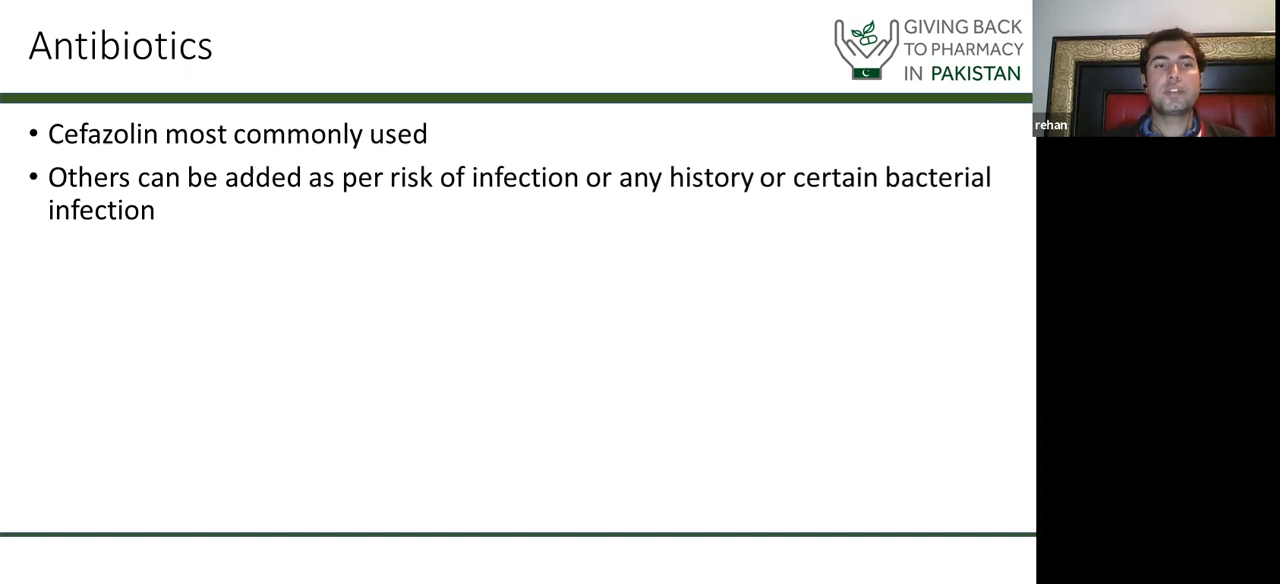 Antibiotics
GIVING BACK
TO PHARMACY
IN PAKISTAN
• Cefazolin most commonly used
• Others can be added as per risk of infection or any history or certain bacterial
infection
rehan